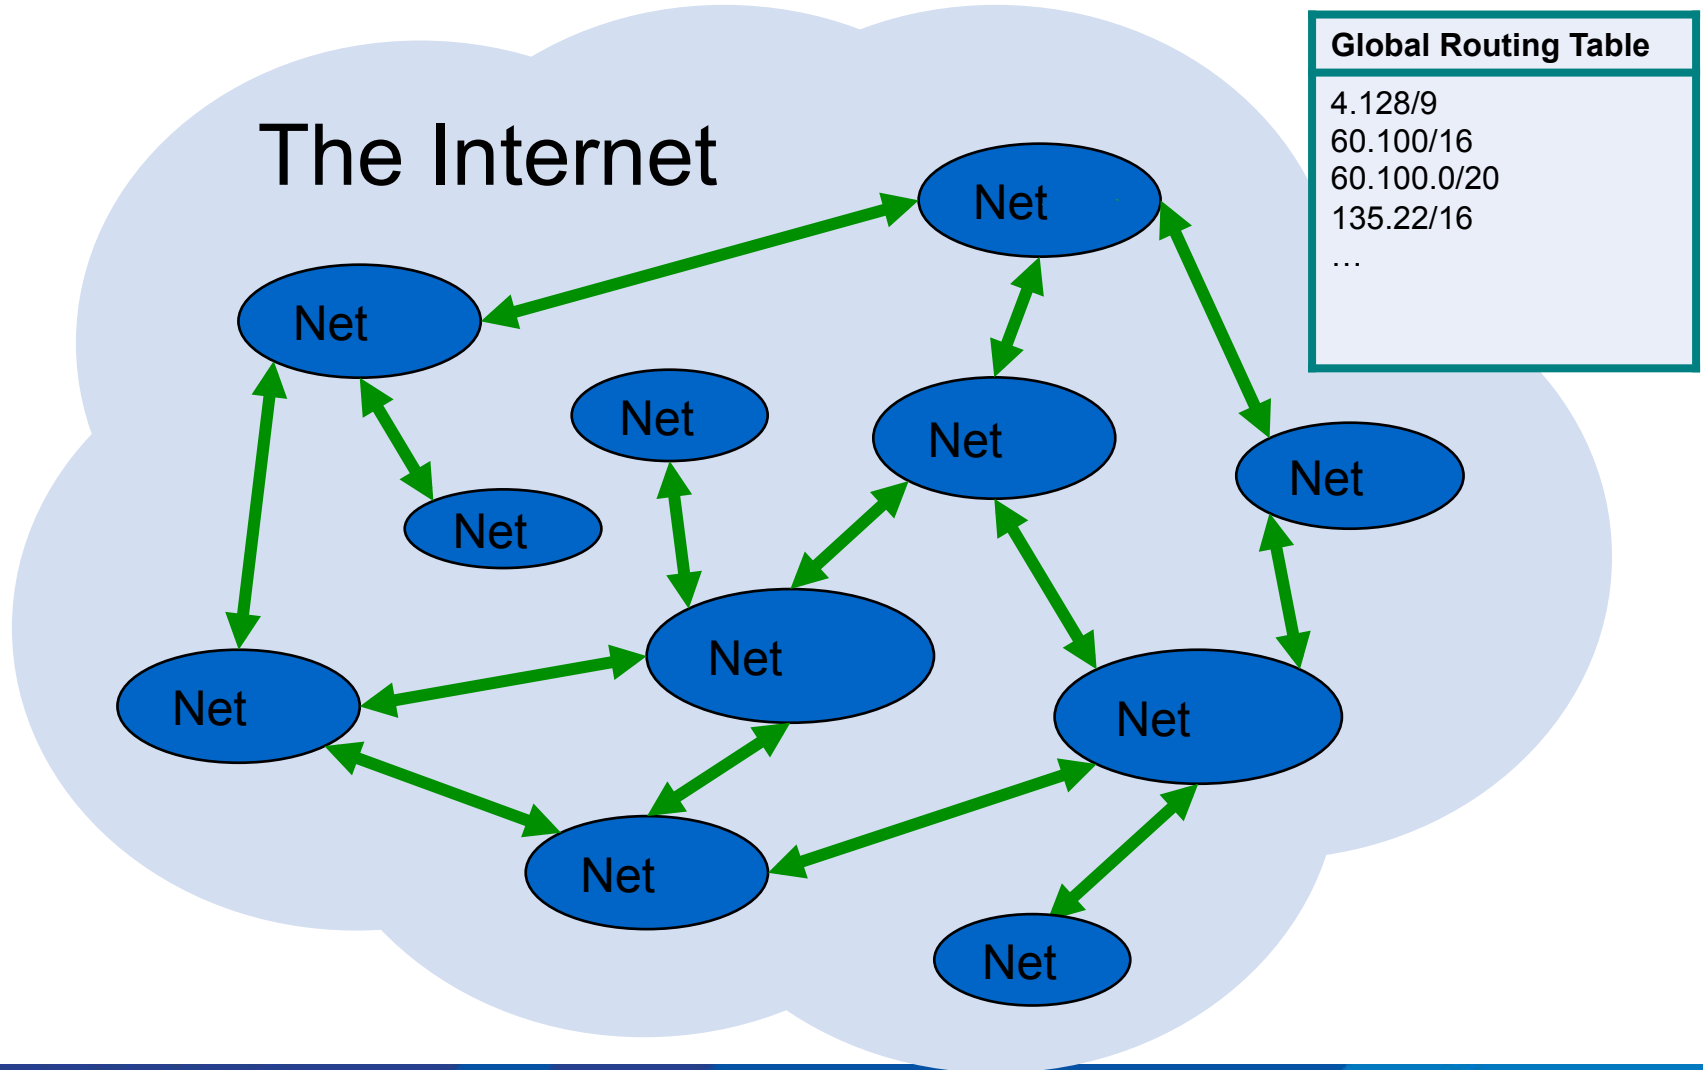 The Internet
Global Routing Table
4.128/9
60.100/16
60.100.0/20
135.22/16
…
Net
Net
Net
Net
Net
Net
Net
Net
Net
Net
Net